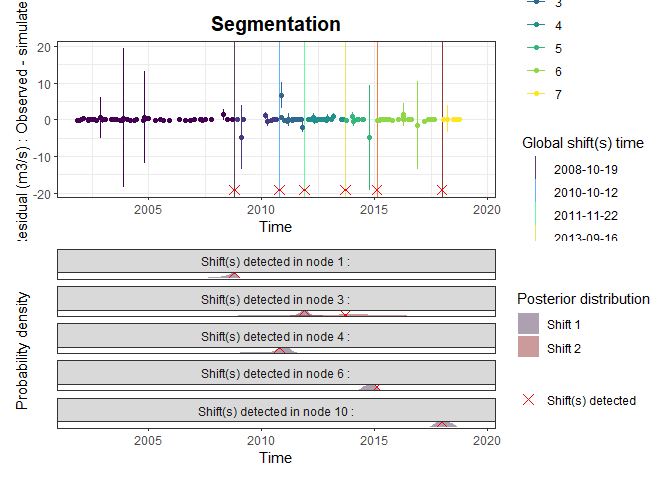 Segmentation
Residual (m3/s) : Observed - simulate
20
10
0
-10
-20
2005
2010
2015
2020
Time
3
4
5
6
7
Global shift(s) time
2008-10-19
2010-10-12
2011-11-22
2013-09-16
Probability density
Shift(s) detected in node 1 :
Shift(s) detected in node 3 :
Shift(s) detected in node 4 :
Shift(s) detected in node 6 :
Shift(s) detected in node 10 :
2005
2010
2015
2020
Time
Posterior distribution
Shift 1
Shift 2
Shift(s) detected